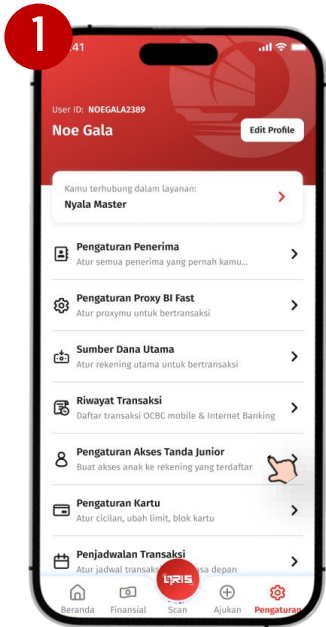 1
41
User ID: NOEGALA2389
Noe Gala
Edit Profile
Kamu terhubung dalam layanan:
Nyala Master
Pengaturan Penerima
Atur semua penerima yang pernah kamu...
Pengaturan Proxy BI Fast
Atur proxymu untuk bertransaksi
Sumber Dana Utama
Atur rekening utama untuk bertransaksi
Riwayat Transaksi
Daftar transaksi OCBC mobile & Internet Banking
Pengaturan Akses Tanda Junior
Buat akses anak ke rekening yang terdaftar
Pengaturan Kartu
Atur cicilan, ubah limit, blok kartu
Penjadwalan Transaksi
Atur jadwal depan
QRIS
Beranda Finansial Scan Ajukan Pengaturan